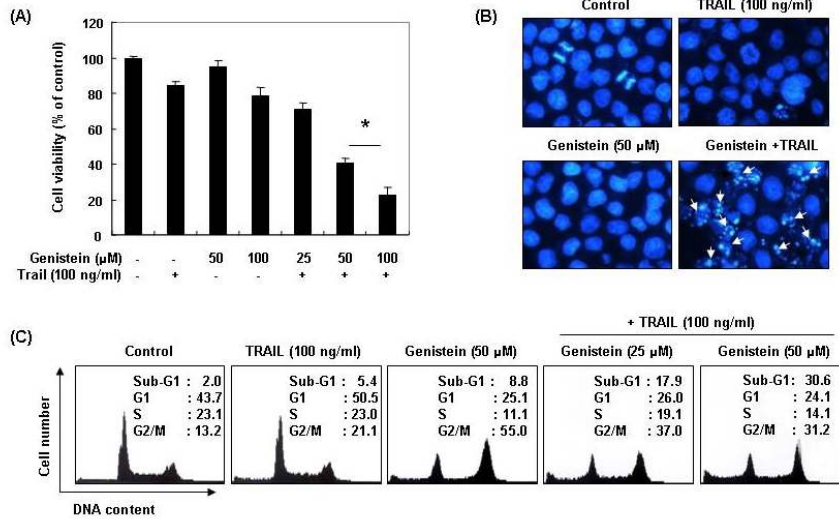 (A)
120
100
80
60
40
20
0
Cell viability (% of control)
*
Genistein (µM) - - 50 100 25 50 100
Trail (100 ng/ml) - + - - + + +
(B)
Control TRAIL (100 ng/ml)
Genistein (50 µM) Genistein +TRAIL
(C)
+ TRAIL (100 ng/ml)
Control TRAIL (100 ng/ml) Genistein (50 µM) Genistein (25 µM) Genistein (50 µM)
Sub-G1 : 2.0
G1 : 43.7
S : 23.1
G2/M : 13.2
Sub-G1 : 5.4
G1 : 50.5
S : 23.0
G2/M : 21.1
Sub-G1 : 8.8
G1 : 25.1
S : 11.1
G2/M : 55.0
Sub-G1 : 17.9
G1 : 26.0
S : 19.1
G2/M : 37.0
Sub-G1 : 30.6
G1 : 24.1
S : 14.1
G2/M : 31.2
Cell number
DNA content